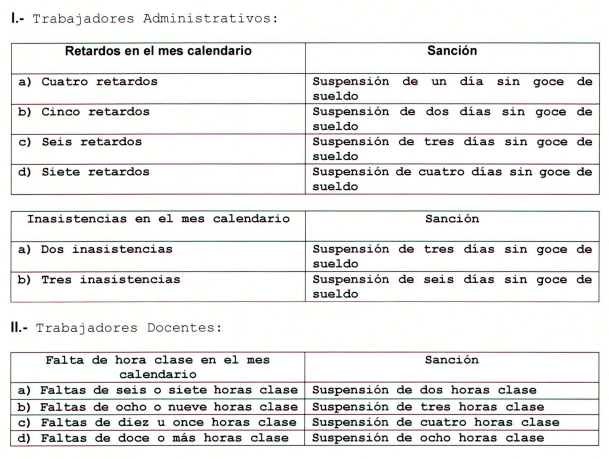 I.- Trabajadores Administrativos:
Retardos en el mes calendario Sanción
a) Cuatro retardos Suspensión de un día sin goce de
sueldo
b) Cinco retardos Suspensión de dos días sin goce de
sueldo
c) Seis retardos Suspensión de tres días sin goce de
sueldo
d) Siete retardos Suspensión de cuatro días sin goce de
sueldo
Inasistencias en el mes calendario Sanción
a) Dos inasistencias Suspensión de tres días sin goce de
sueldo
b) Tres inasistencias Suspensión de seis días sin goce de
sueldo
II.- Trabajadores Docentes:
Falta de hora clase en el mes Sanción
calendario
a) Faltas de seis o siete horas clase Suspensión de dos horas clase
b) Faltas de ocho o nueve horas clase Suspensión de tres horas clase
c) Faltas de diez u once horas clase Suspensión de cuatro horas clase
d) Faltas de doce o más horas clase Suspensión de ocho horas clase